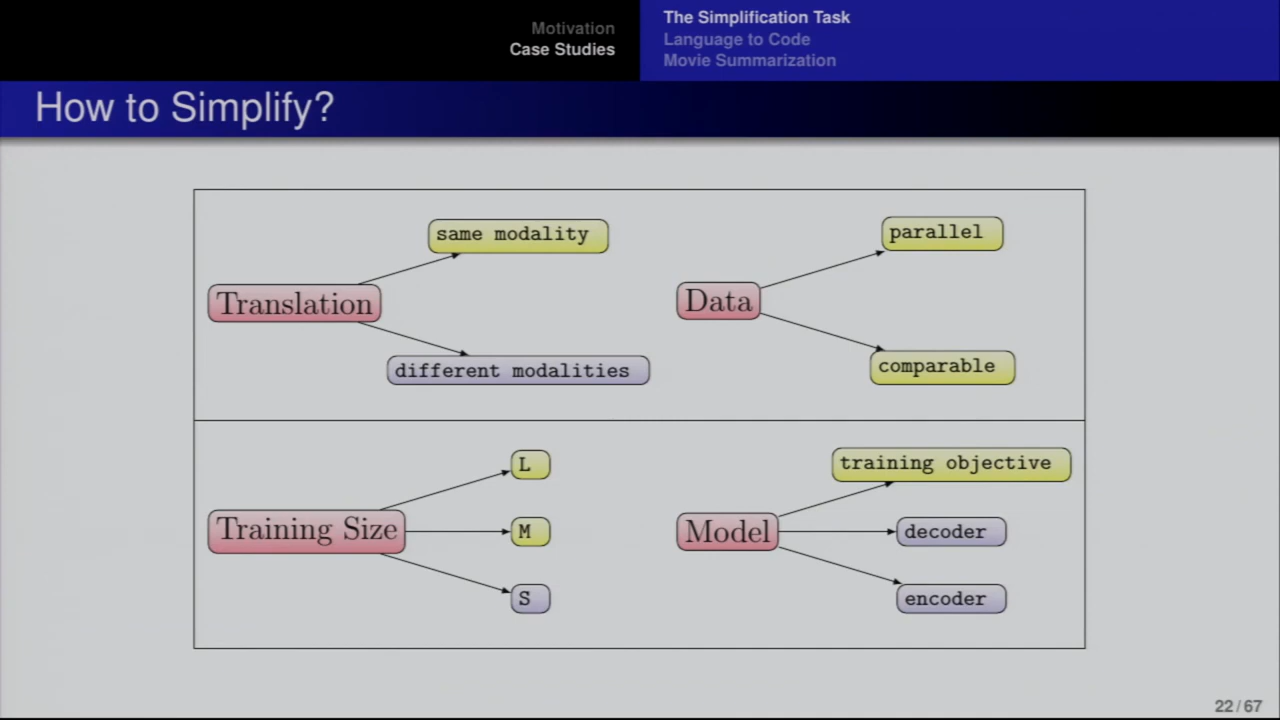 Motivation
Case Studies
The Simplification Task
Language to Code
Movie Summarization
How to Simplify?
same modality
Translation
different modalities
parallel
Data
comparable
L
Training Size
M
S
training objective
Model
decoder
encoder
22/67